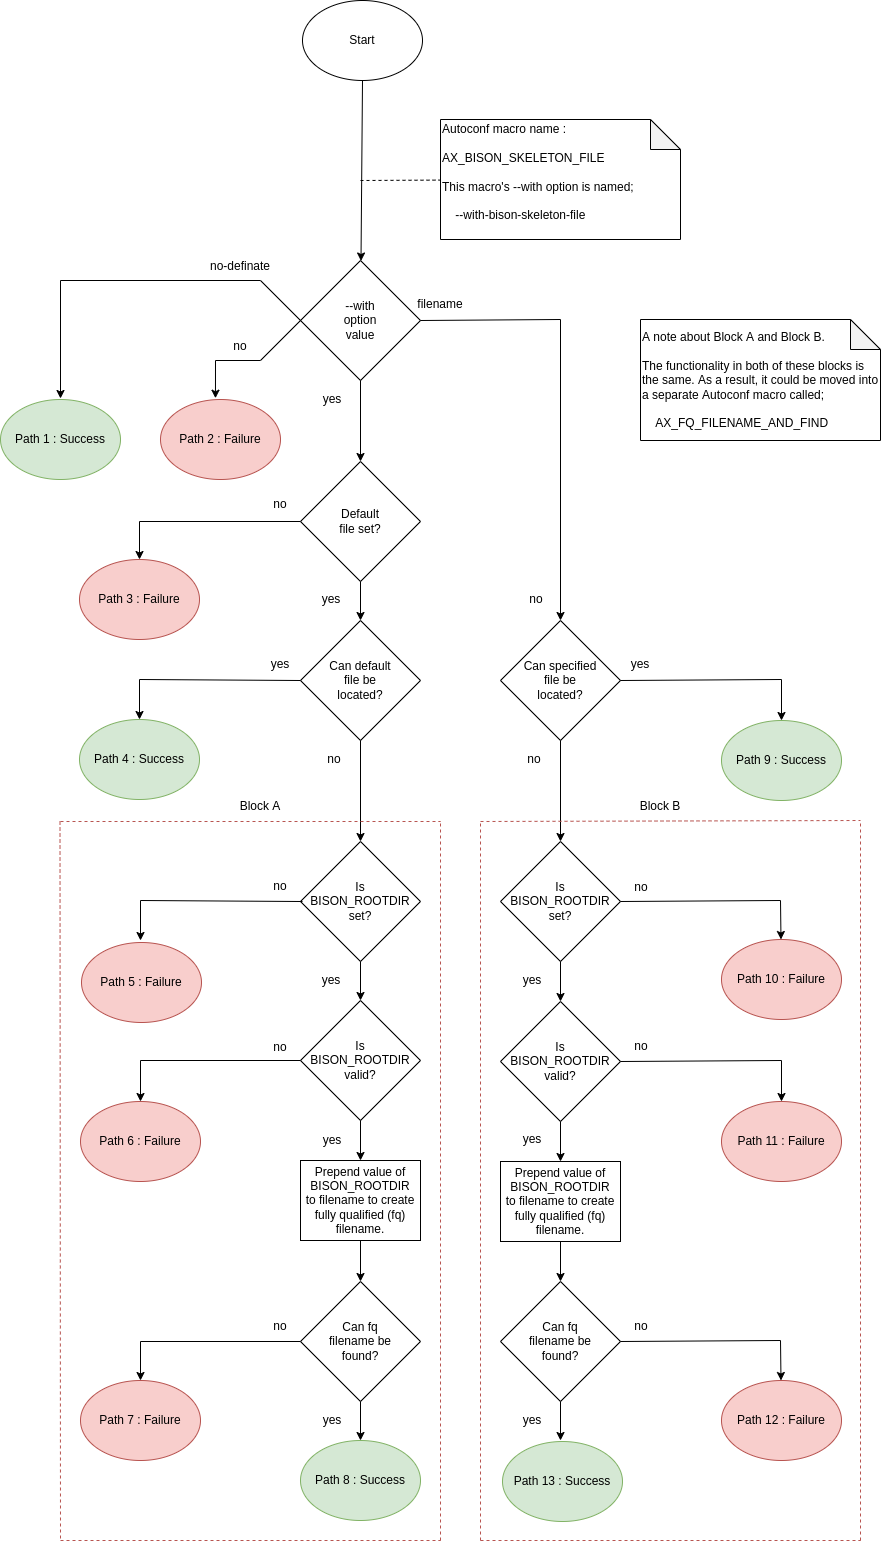 Start
Autoconf macro name :
AX_BISON_SKELETON_FILE
This macro's --with option is named;
--with-bison-skeleton-file
no-definate
--with
option
value
filename
no
yes
A note about Block A and Block B.
The functionality in both of these blocks is
the same. As a result, it could be moved into
a separate Autoconf macro called;
AX_FQ_FILENAME_AND_FIND
Path 1 : Success
Path 2 : Failure
no
Default
file set?
Path 3 : Failure
yes
no
yes
Can default
file be
located?
Can specified
file be
located?
yes
Path 4 : Success
no
no
Path 9 : Success
Block A
Block B
no
Is
BISON_ROOTDIR
set?
Is
BISON_ROOTDIR
set?
no
Path 5 : Failure
yes
yes
Path 10 : Failure
no
Is
BISON_ROOTDIR
valid?
Is
BISON_ROOTDIR
valid?
no
Path 6 : Failure
yes
yes
Path 11 : Failure
Prepend value of
BISON_ROOTDIR
to filename to create
fully qualified (fq)
filename.
Prepend value of
BISON_ROOTDIR
to filename to create
fully qualified (fq)
filename.
no
Can fq
filename be
found?
Can fq
filename be
found?
no
Path 7 : Failure
yes
yes
Path 12 : Failure
Path 8 : Success
Path 13 : Success